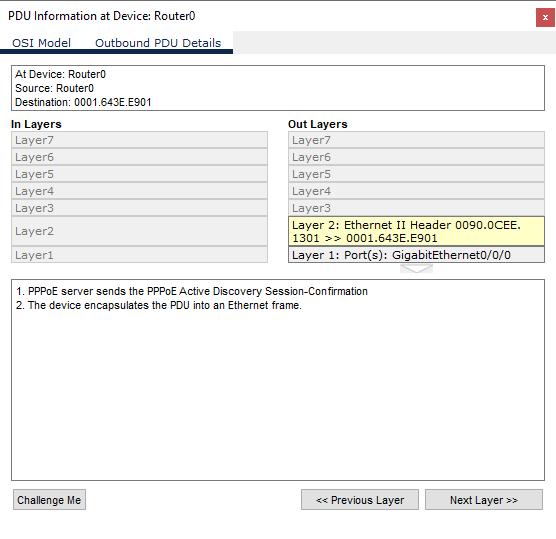 PDU Information at Device: Router0
x
OSI Model Outbound PDU Details
At Device: Router0
Source: Router0
Destination: 0001.643E.E901
In Layers
Layer7
Layer6
Layer5
Layer4
Layer3
Layer2
Layer1
Out Layers
Layer7
Layer6
Layer5
Layer4
Layer3
Layer 2: Ethernet II Header 0090.0CEE.
1301 >> 0001.643E.E901
Layer 1: Port(s): GigabitEthernet0/0/0
1. PPPoE server sends the PPPoE Active Discovery Session-Confirmation
2. The device encapsulates the PDU into an Ethernet frame.
Challenge Me
<< Previous Layer
Next Layer >>